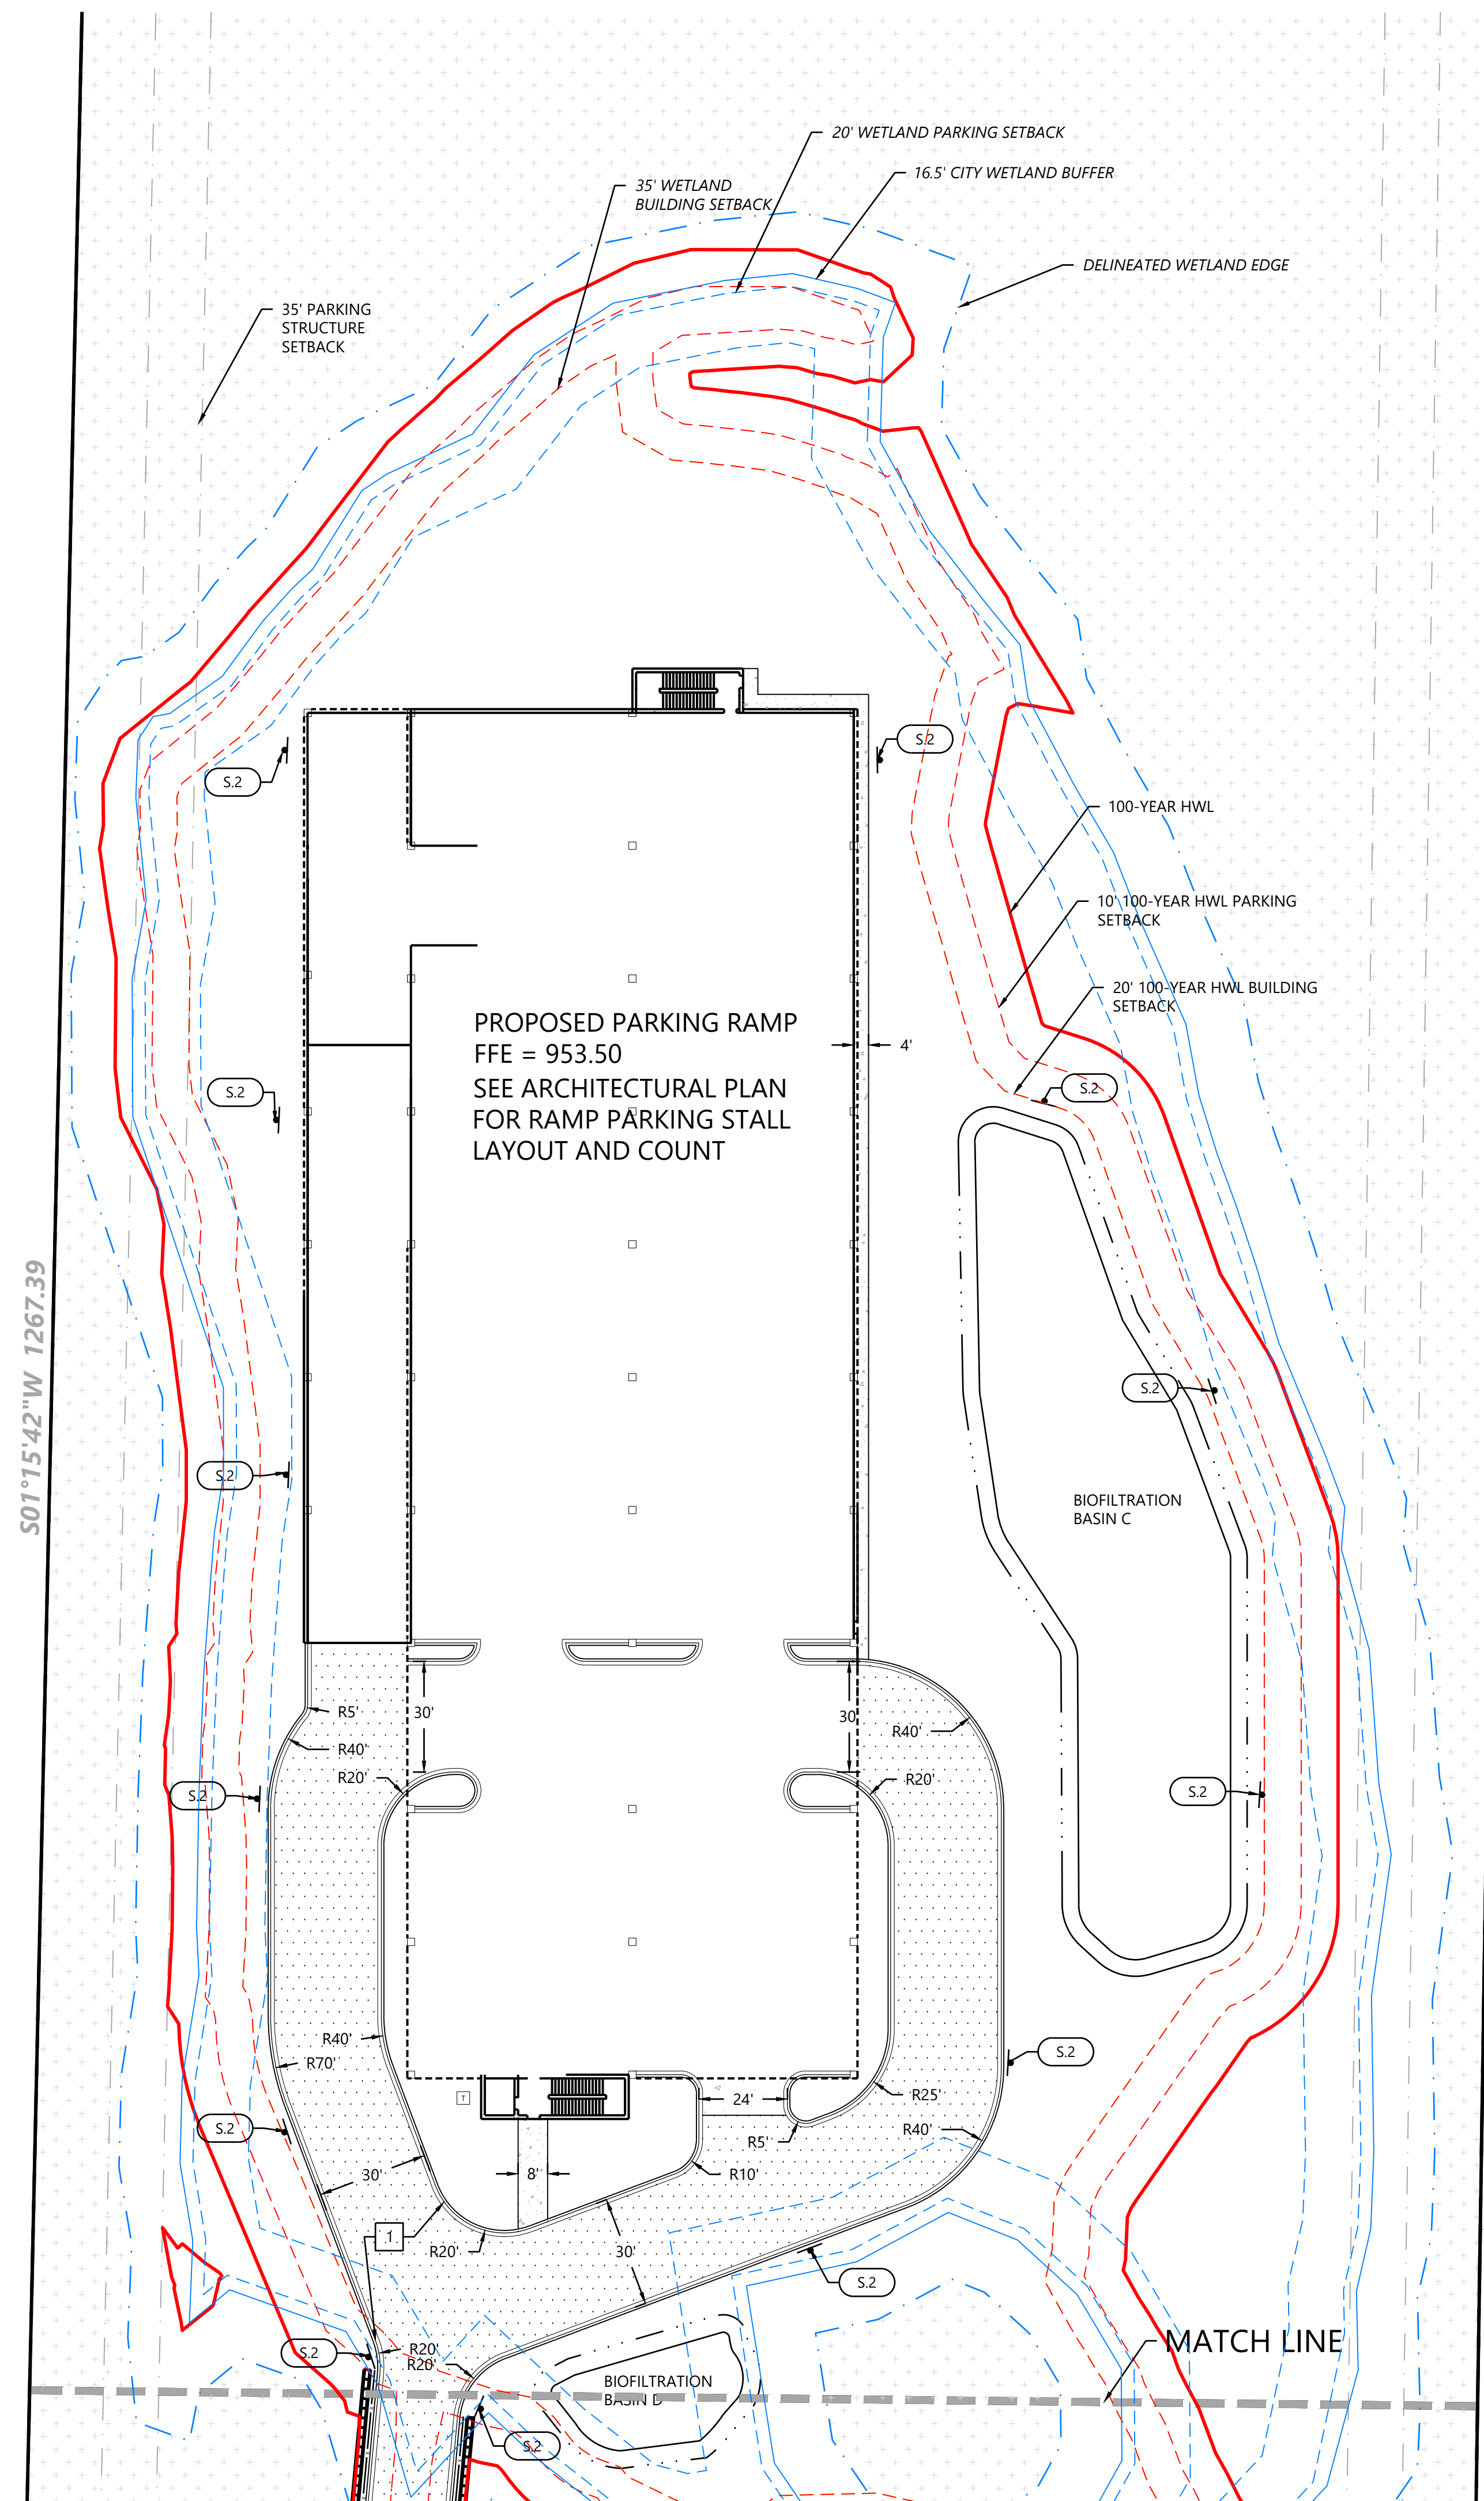 20' WETLAND PARKING SETBACK
16.5' CITY WETLAND BUFFER
35' WETLAND
BUILDING SETBACK
DELINEATED WETLAND EDGE
35' PARKING
STRUCTURE
SETBACK
S.2
S.2
100-YEAR HWL
10' 100-YEAR HWL PARKING
SETBACK
20' 100-YEAR HWL BUILDING
SETBACK
PROPOSED PARKING RAMP
FFE = 953.50
SEE ARCHITECTURAL PLAN
FOR RAMP PARKING STALL
LAYOUT AND COUNT
4'
S.2
S.2
S01°15'42"W 1267.39
S.2
S.2
BIOFILTRATION
BASIN C
R5'
30'
30'
R40'
R40'
R20'
R20'
S.2
S.2
R40'
R70'
S.2
T
24'
R25'
S.2
R40'
R5'
30'
8'
R10'
1
R20'
30'
S.2
MATCH LINE
S.2
R20'
R20'
BIOFILTRATION
BASIN D
S.2